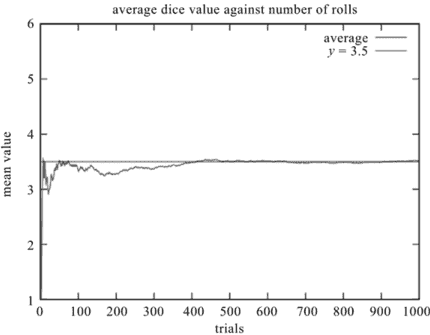 average dice value against number of rolls
average
y = 3.5
6
5
4
3
2
1
mean value
0 100 200 300 400 500 600 700 800 900 1000
trials